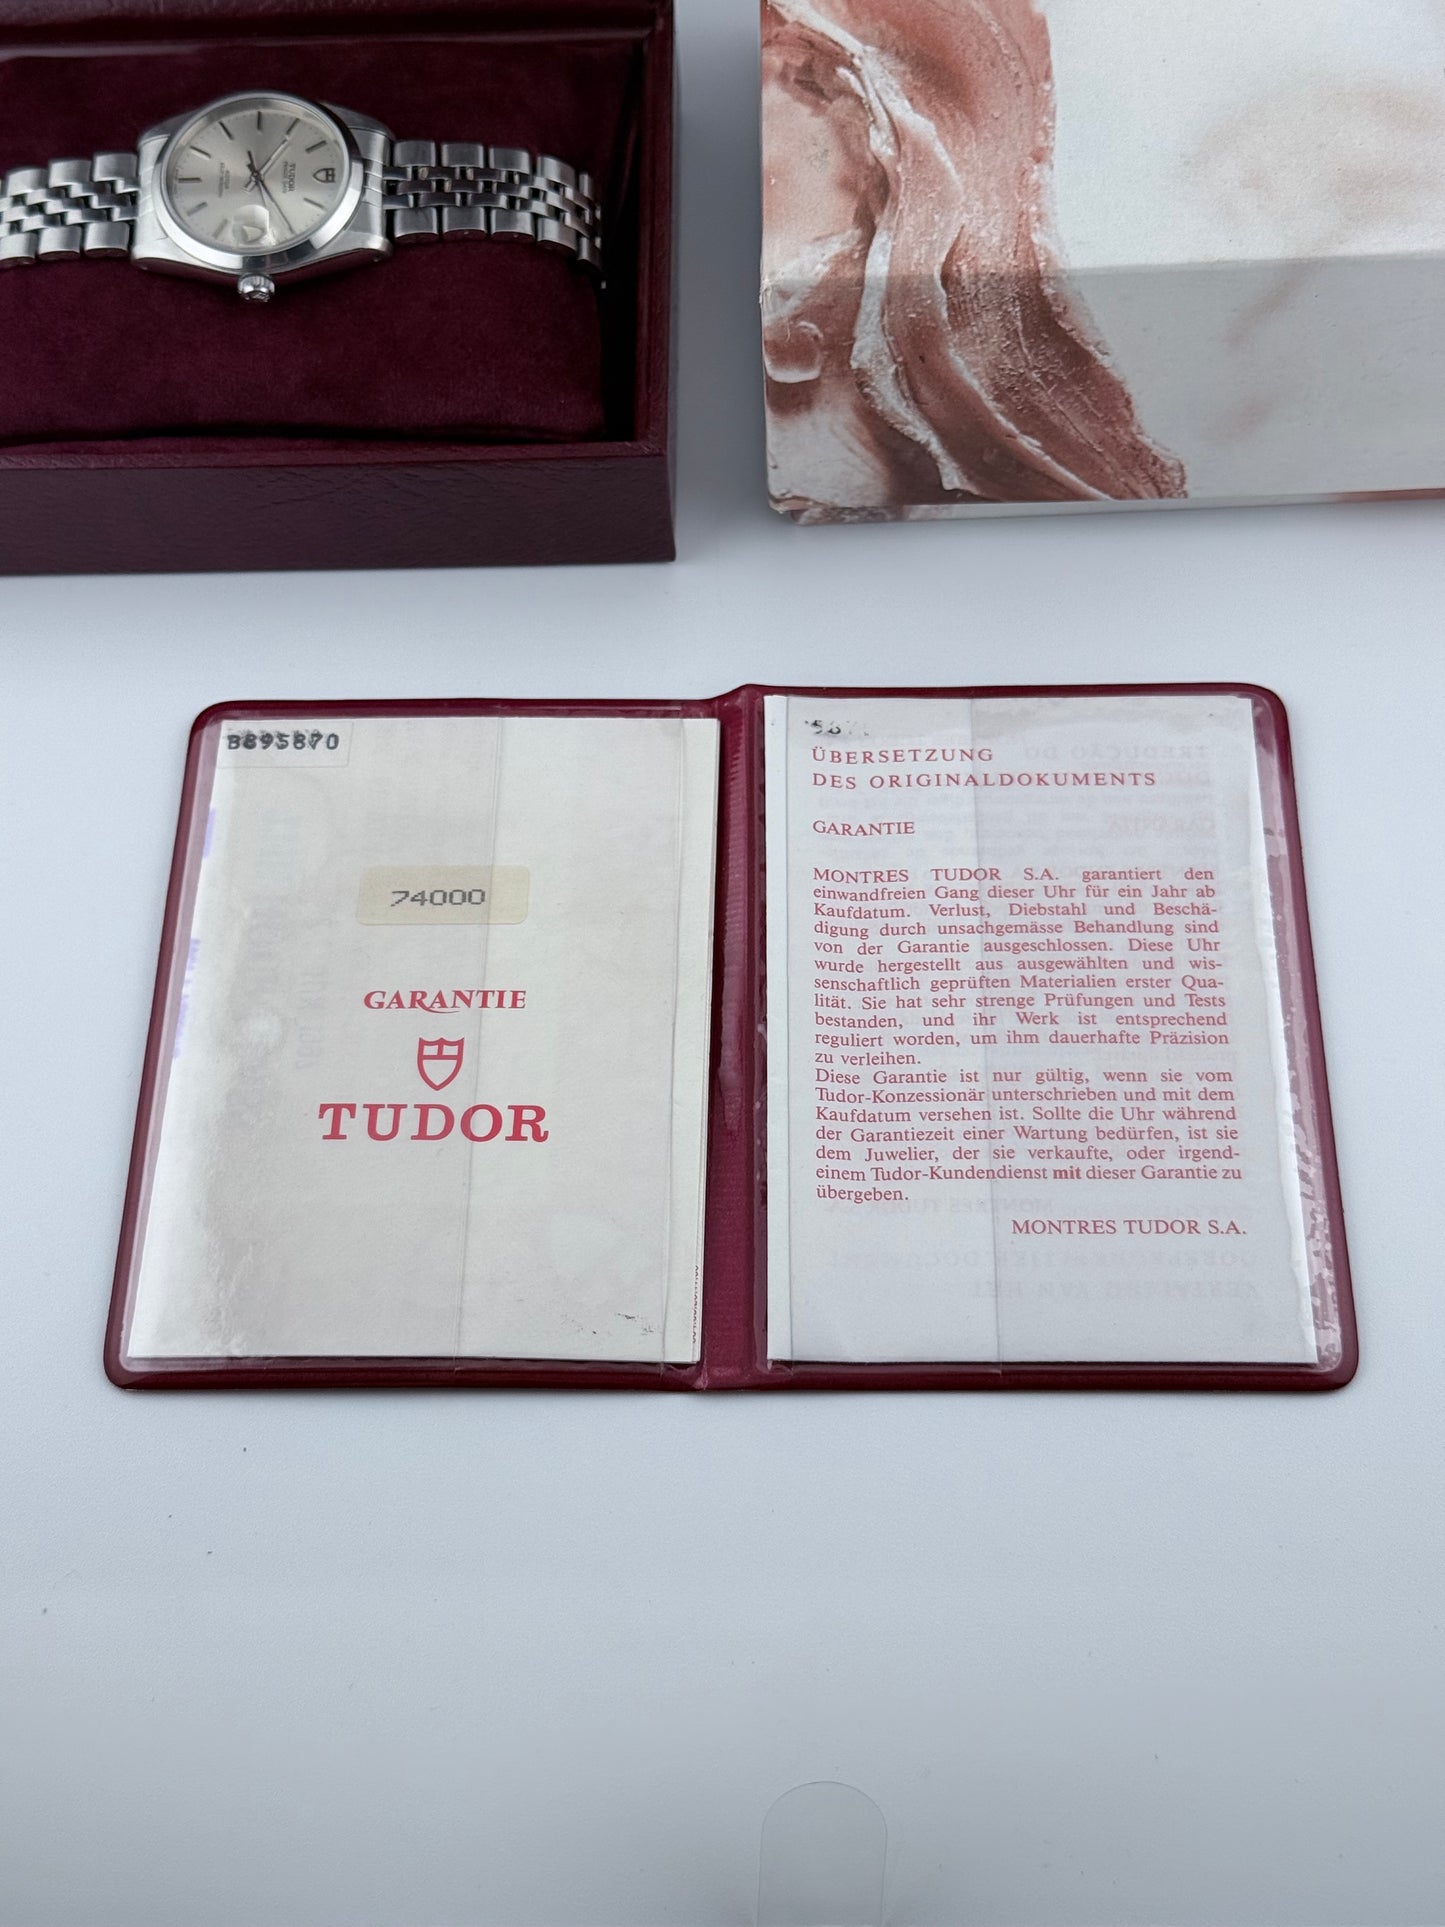 TUDOR
B895870
74000
GARANTIE
TUDOR
ÜBERSETZUNG
DES ORIGINALDOKUMENTS
GARANTIE
MONTRES TUDOR S.A. garantiert den
einwandfreien Gang dieser Uhr für ein Jahr ab
Kaufdatum. Verlust, Diebstahl und Beschä-
digung durch unsachgemässe Behandlung sind
von der Garantie ausgeschlossen. Diese Uhr
wurde hergestellt aus ausgewählten und wis-
senschaftlich geprüften Materialien erster Qua-
lität. Sie hat sehr strenge Prüfungen und Tests
bestanden, und ihr Werk ist entsprechend
reguliert worden, um ihm dauerhafte Präzision
zu verleihen.
Diese Garantie ist nur gültig, wenn sie vom
Tudor-Konzessionär unterschrieben und mit dem
Kaufdatum versehen ist. Sollte die Uhr während
der Garantiezeit einer Wartung bedürfen, ist sie
dem Juwelier, der sie verkaufte, oder irgend-
einem Tudor-Kundendienst mit dieser Garantie zu
übergeben.
MONTRES TUDOR S.A.